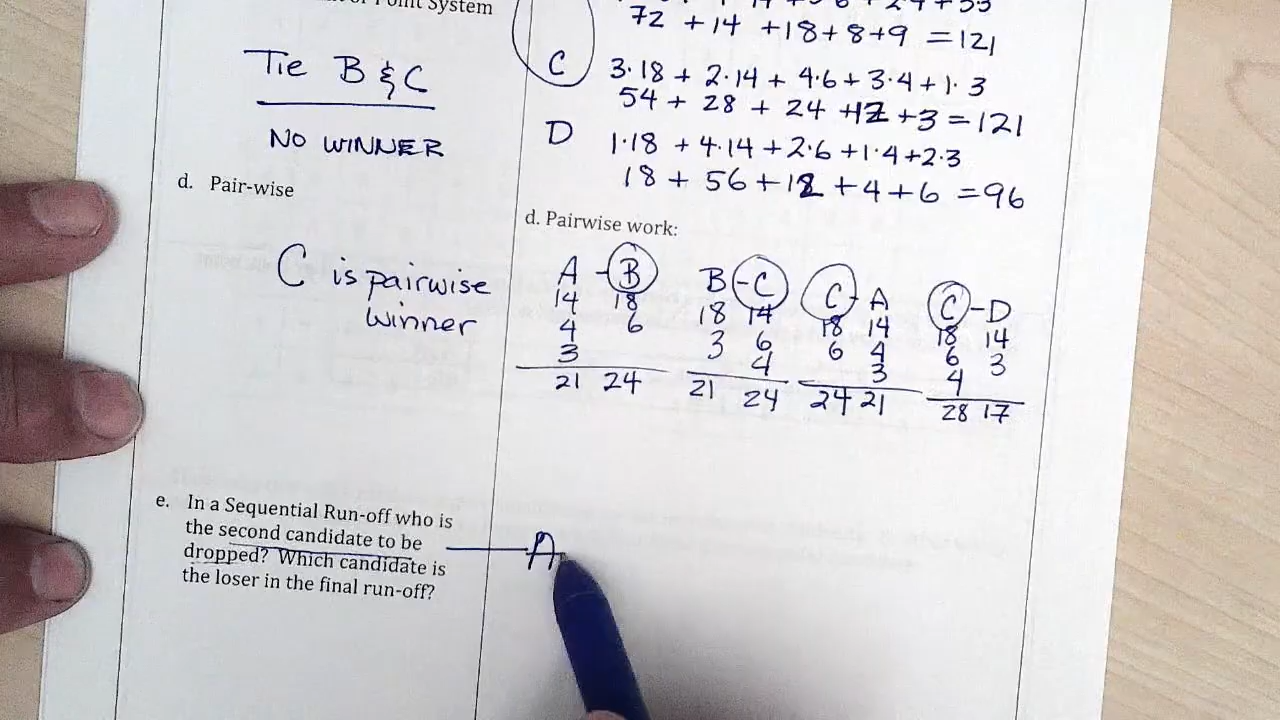 Point System
72 + 14 + 18 + 8 + 9 = 121
Tie B & C
NO WINNER
C 3·18 + 2·14 + 4·6 + 3·4 + 1·3
54 + 28 + 24 + 12 + 3 = 121
D 1·18 + 4·14 + 2·6 + 1·4 + 2·3
18 + 56 + 12 + 4 + 6 = 96
d. Pair-wise
C is pairwise
winner
d. Pairwise work:
A - B B - C C - A C - D
14 18 18 14 18 14 18 14
4 6 3 6 6 4 6 3
3 4 3 4
21 24 21 24 24 21 28 17
e. In a Sequential Run-off who is
the second candidate to be
dropped? Which candidate is
the loser in the final run-off?
A